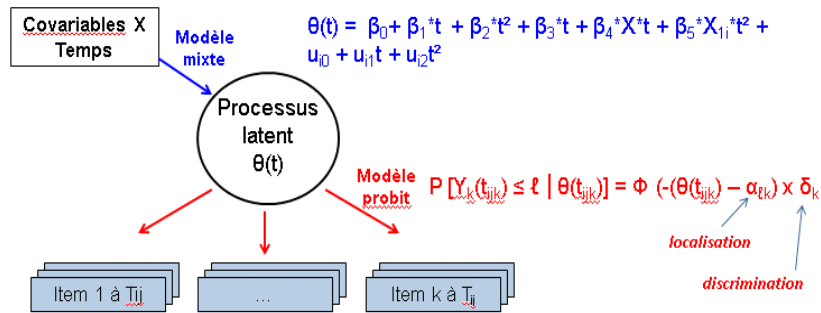 Covariables X
Temps
Modèle
mixte
θ(t) = β₀+ β₁*t + β₂*t² + β₃*t + β₄*X*t + β₅*X₁ᵢ*t² +
uᵢ₀ + uᵢ₁t + uᵢ₂t²
Processus
latent
θ(t)
Modèle
probit
P [Yₖ(tᵢⱼₖ) ≤ ℓ | θ(tᵢⱼₖ)] = Φ (-(θ(tᵢⱼₖ) – α_ℓₖ) x δₖ
localisation
discrimination
Item 1 à Tij
...
Item k à Tᵢⱼ